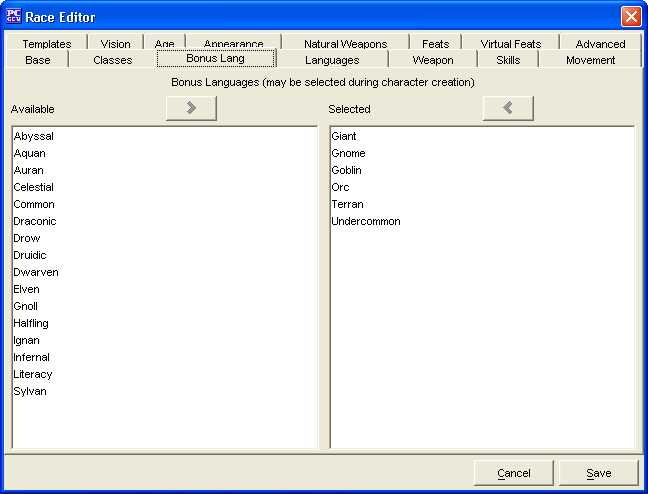 PC GEN Race Editor
Templates Vision Age Appearance Natural Weapons Feats Virtual Feats Advanced
Base Classes Bonus Lang Languages Weapon Skills Movement
Bonus Languages (may be selected during character creation)
Available > Selected <
Abyssal Giant
Aquan Gnome
Auran Goblin
Celestial Orc
Common Terran
Draconic Undercommon
Drow
Druidic
Dwarven
Elven
Gnoll
Halfling
Ignan
Infernal
Literacy
Sylvan
Cancel Save